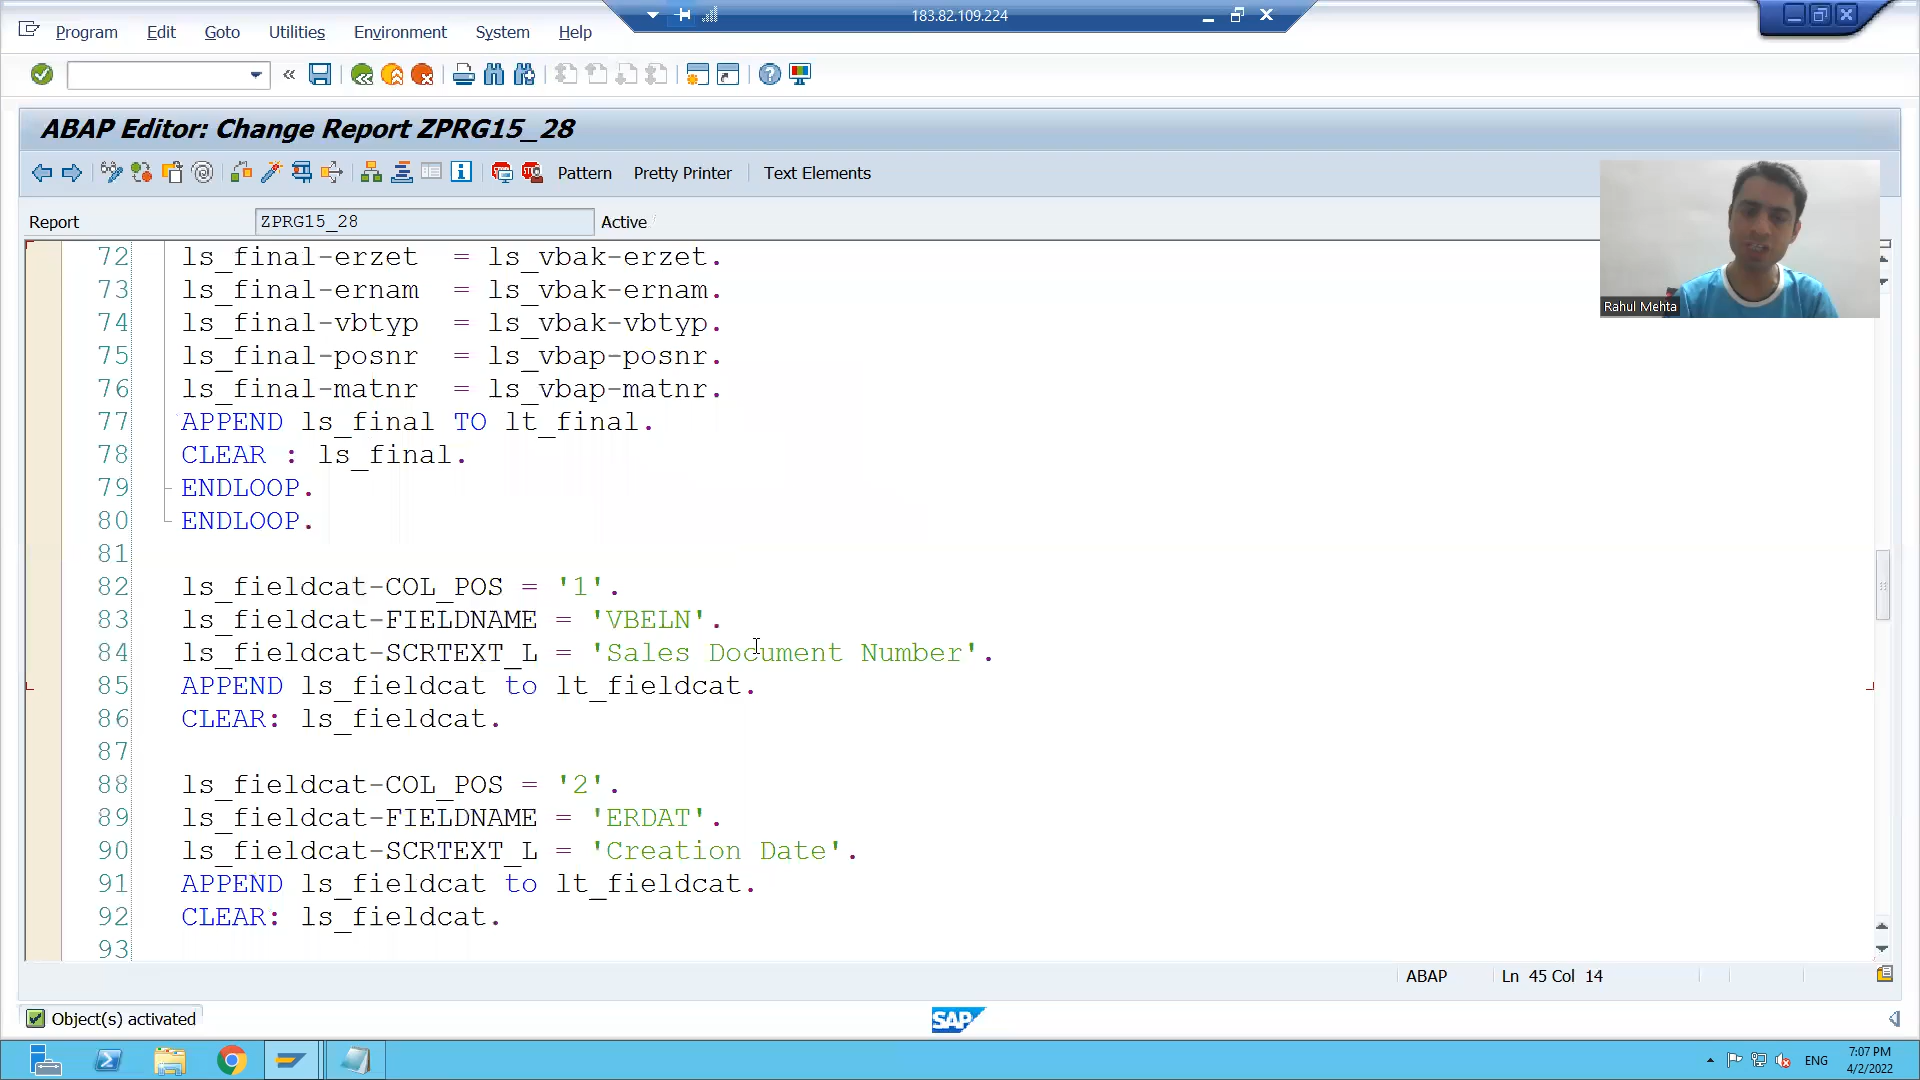 183.82.109.224
Program Edit Goto Utilities Environment System Help
ABAP Editor: Change Report ZPRG15_28
Pattern Pretty Printer Text Elements
Report ZPRG15_28 Active
Rahul Mehta
72 ls_final-erzet = ls_vbak-erzet.
73 ls_final-ernam = ls_vbak-ernam.
74 ls_final-vbtyp = ls_vbak-vbtyp.
75 ls_final-posnr = ls_vbap-posnr.
76 ls_final-matnr = ls_vbap-matnr.
77 APPEND ls_final TO lt_final.
78 CLEAR : ls_final.
79 ENDLOOP.
80 ENDLOOP.
81
82 ls_fieldcat-COL_POS = '1'.
83 ls_fieldcat-FIELDNAME = 'VBELN'.
84 ls_fieldcat-SCRTEXT_L = 'Sales Document Number'.
85 APPEND ls_fieldcat to lt_fieldcat.
86 CLEAR: ls_fieldcat.
87
88 ls_fieldcat-COL_POS = '2'.
89 ls_fieldcat-FIELDNAME = 'ERDAT'.
90 ls_fieldcat-SCRTEXT_L = 'Creation Date'.
91 APPEND ls_fieldcat to lt_fieldcat.
92 CLEAR: ls_fieldcat.
93
ABAP Ln 45 Col 14
Object(s) activated
SAP
ENG
7:07 PM
4/2/2022